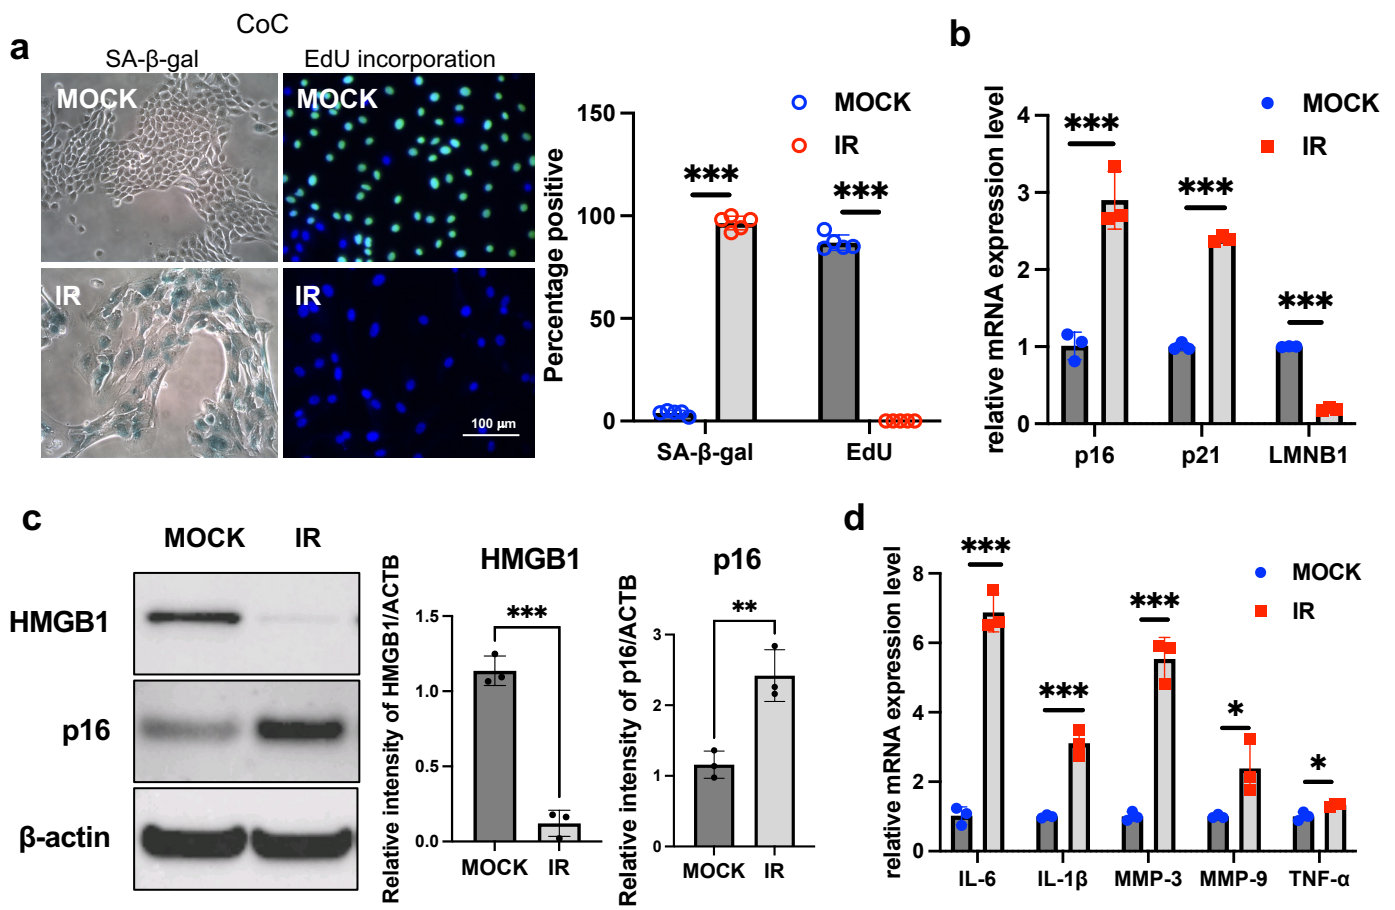 CoC
a
SA-β-gal EdU incorporation
MOCK MOCK
IR IR
100 µm
MOCK
IR
Percentage positive
150
100
50
0
*** ***
SA-β-gal EdU
b
MOCK
IR
relative mRNA expression level
4
3
2
1
0
*** *** ***
p16 p21 LMNB1
c
MOCK IR
HMGB1
p16
β-actin
HMGB1
Relative intensity of HMGB1/ACTB
1.5
1.0
0.5
0.0
***
MOCK IR
p16
Relative intensity of p16/ACTB
3
2
1
0
**
MOCK IR
d
MOCK
IR
relative mRNA expression level
8
6
4
2
0
*** *** *** * *
IL-6 IL-1β MMP-3 MMP-9 TNF-α